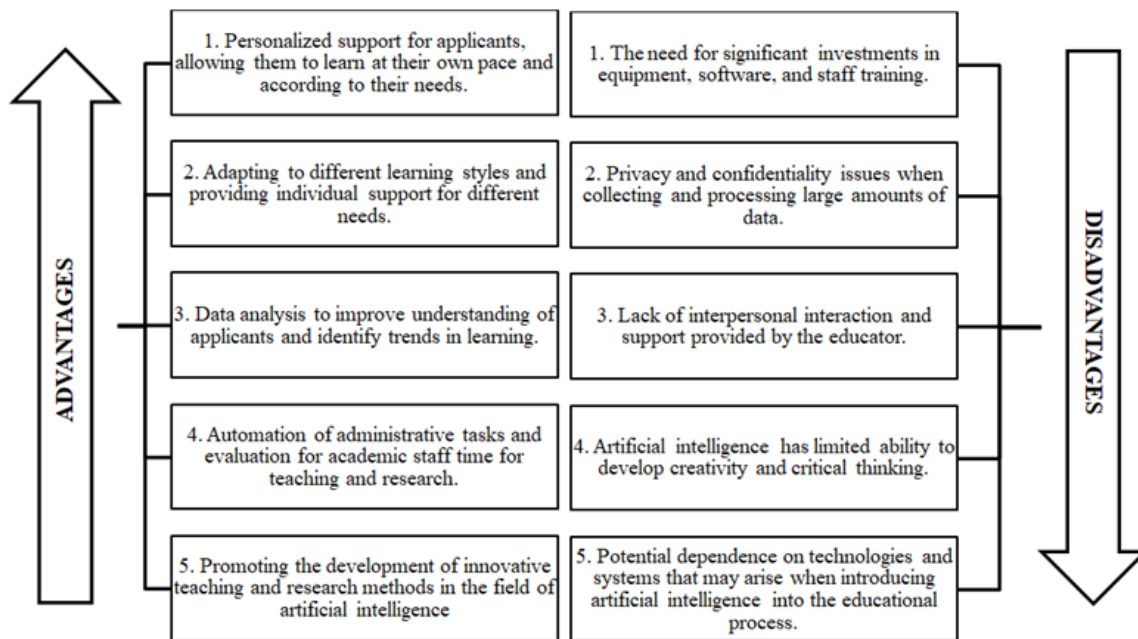 ADVANTAGES
1. Personalized support for applicants,
allowing them to learn at their own pace and
according to their needs.
2. Adapting to different learning styles and
providing individual support for different
needs.
3. Data analysis to improve understanding of
applicants and identify trends in learning.
4. Automation of administrative tasks and
evaluation for academic staff time for
teaching and research.
5. Promoting the development of innovative
teaching and research methods in the field of
artificial intelligence
1. The need for significant investments in
equipment, software, and staff training.
2. Privacy and confidentiality issues when
collecting and processing large amounts of
data.
3. Lack of interpersonal interaction and
support provided by the educator.
4. Artificial intelligence has limited ability to
develop creativity and critical thinking.
5. Potential dependence on technologies and
systems that may arise when introducing
artificial intelligence into the educational
process.
DISADVANTAGES